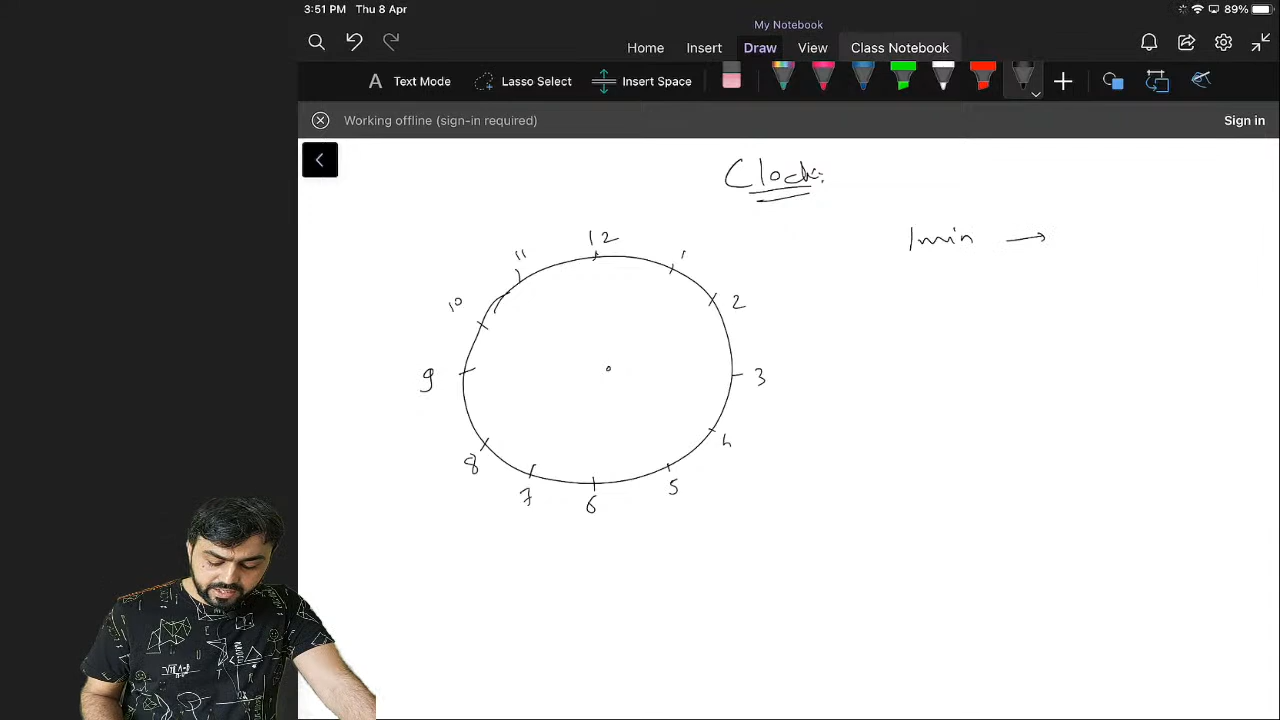 3:51 PM Thu 8 Apr
89%
My Notebook
Home Insert Draw View Class Notebook
A Text Mode Lasso Select Insert Space
Working offline (sign-in required) Sign in
Clock:
1min →
12
11
1
10
2
9
3
8
4
7
5
6